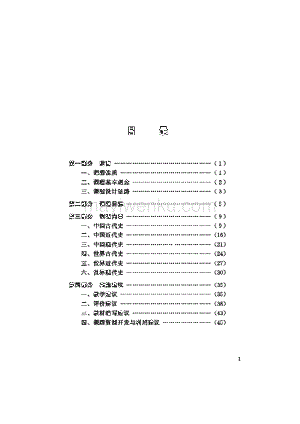 目 录
第一部分 前言 ……………………（1）
一、课程性质 ……………………（1）
二、课程基本理念 ……………………（2）
三、课程设计思路 ……………………（3）
第二部分 课程目标 ……………………（5）
第三部分 课程内容 ……………………（9）
一、中国古代史 ……………………（9）
二、中国近代史 ……………………（16）
三、中国现代史 ……………………（21）
四、世界古代史 ……………………（24）
五、世界近代史 ……………………（27）
六、世界现代史 ……………………（30）
第四部分 实施建议 ……………………（35）
一、教学建议 ……………………（35）
二、评价建议 ……………………（38）
三、教材编写建议 ……………………（43）
四、课程资源开发与利用建议 ……………………（45）
1